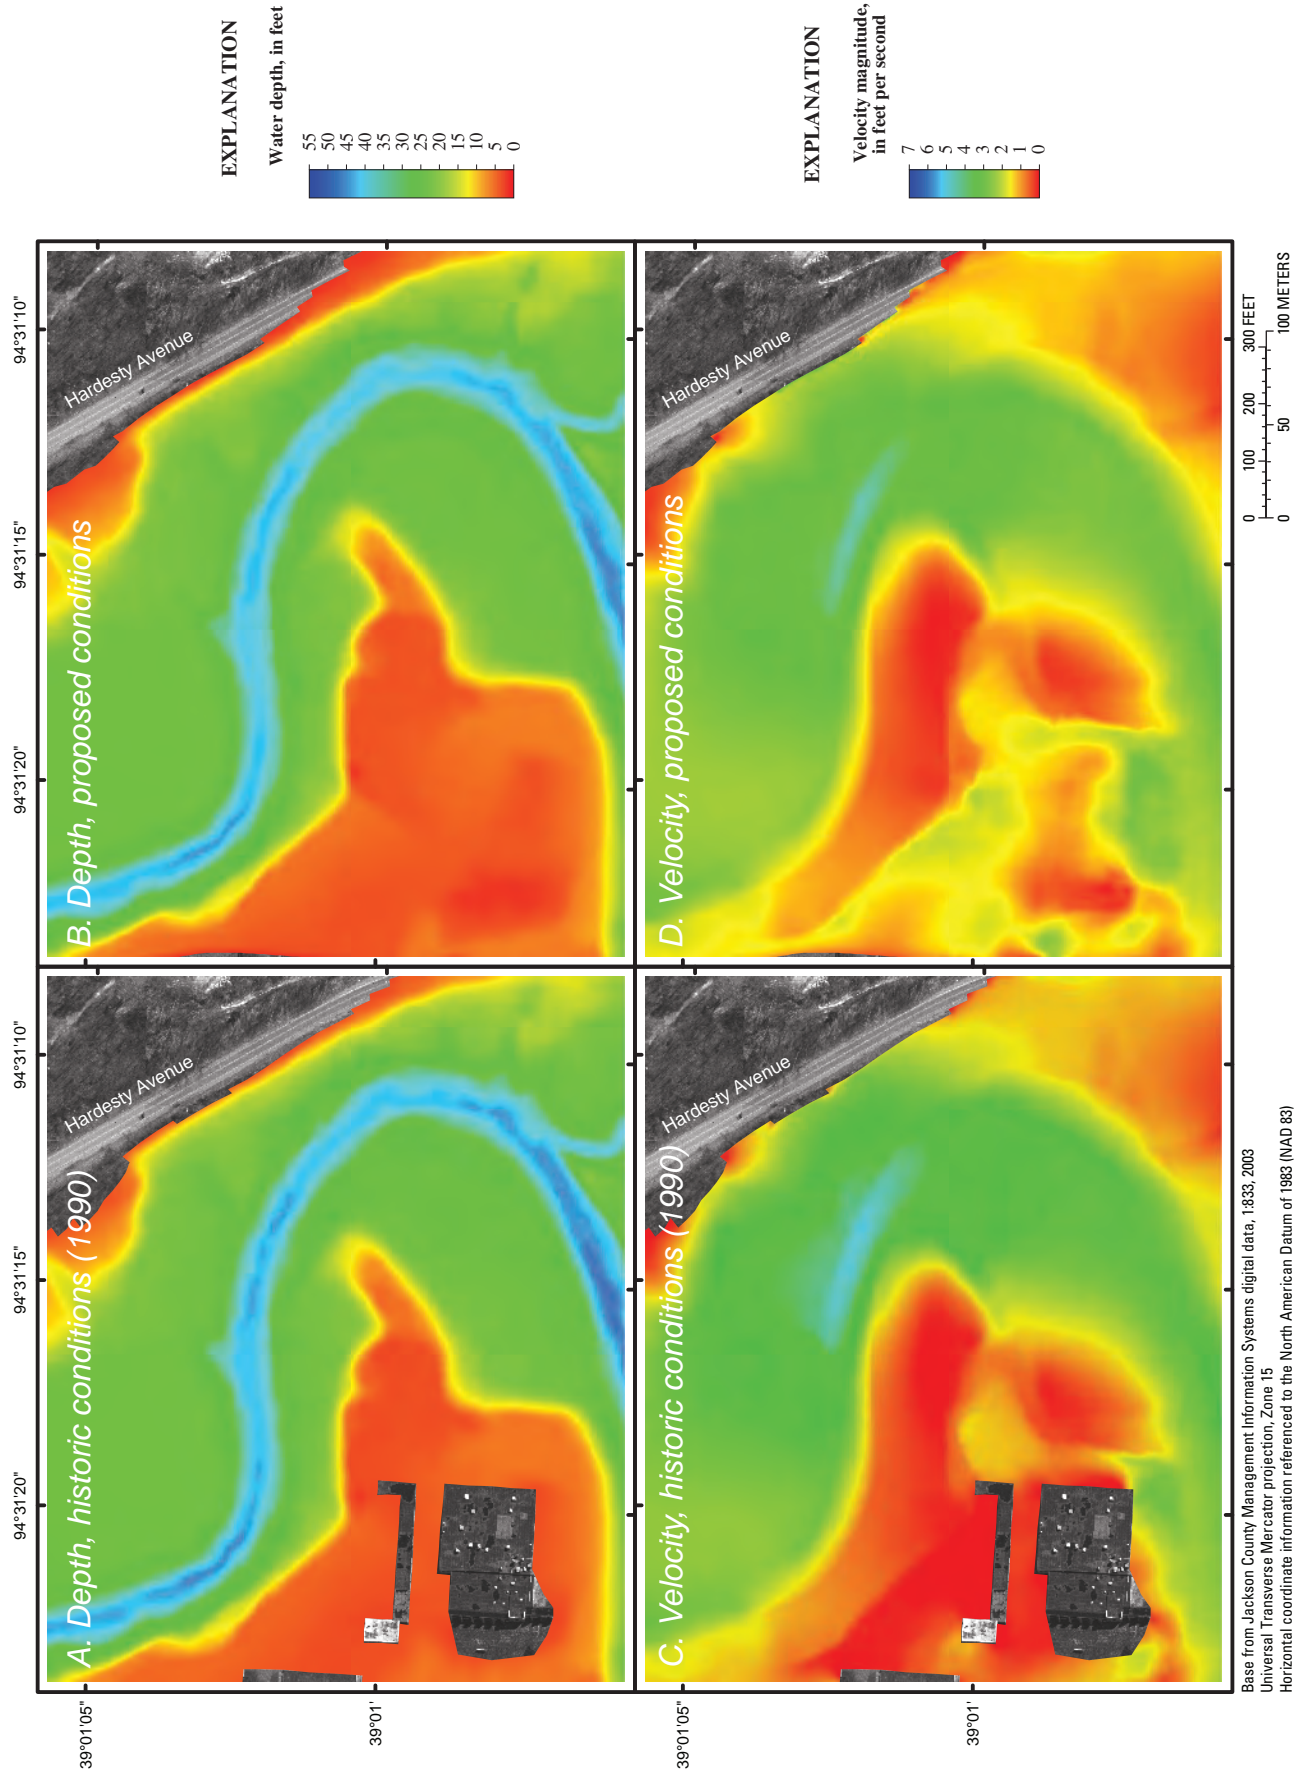 94°31'20"
94°31'15"
94°31'10"
94°31'20"
94°31'15"
94°31'10"
39°01'05"
39°01'
39°01'05"
39°01'
A. Depth, historic conditions (1990)
Hardesty Avenue
B. Depth, proposed conditions
Hardesty Avenue
EXPLANATION
Water depth, in feet
55
50
45
40
35
30
25
20
15
10
5
0
C. Velocity, historic conditions (1990)
Hardesty Avenue
D. Velocity, proposed conditions
Hardesty Avenue
EXPLANATION
Velocity magnitude,
in feet per second
7
6
5
4
3
2
1
0
Base from Jackson County Management Information Systems digital data, 1:833, 2003
Universal Transverse Mercator projection, Zone 15
Horizontal coordinate information referenced to the North American Datum of 1983 (NAD 83)
0 100 200 300 FEET
0 50 100 METERS